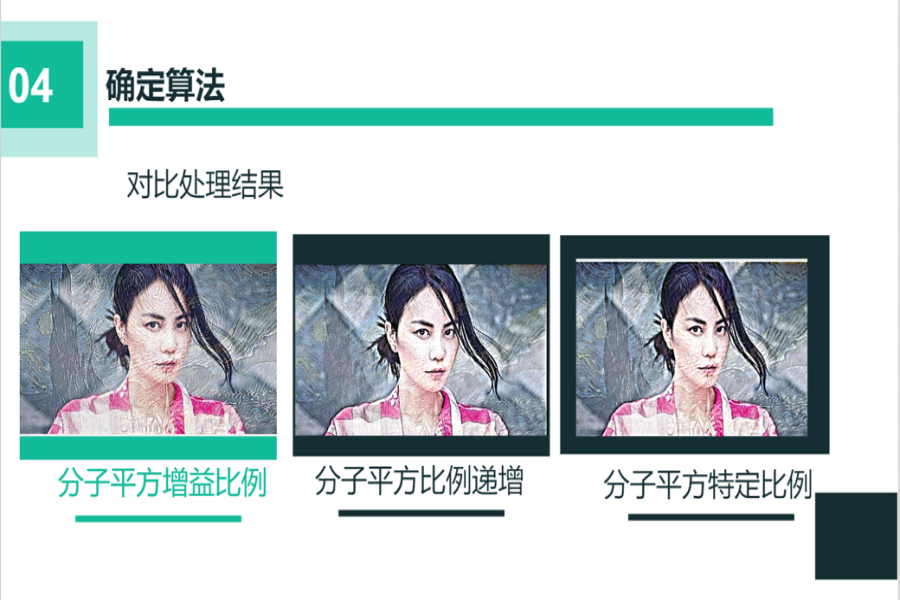 04
确定算法
对比处理结果
分子平方增益比例
分子平方比例递增
分子平方特定比例